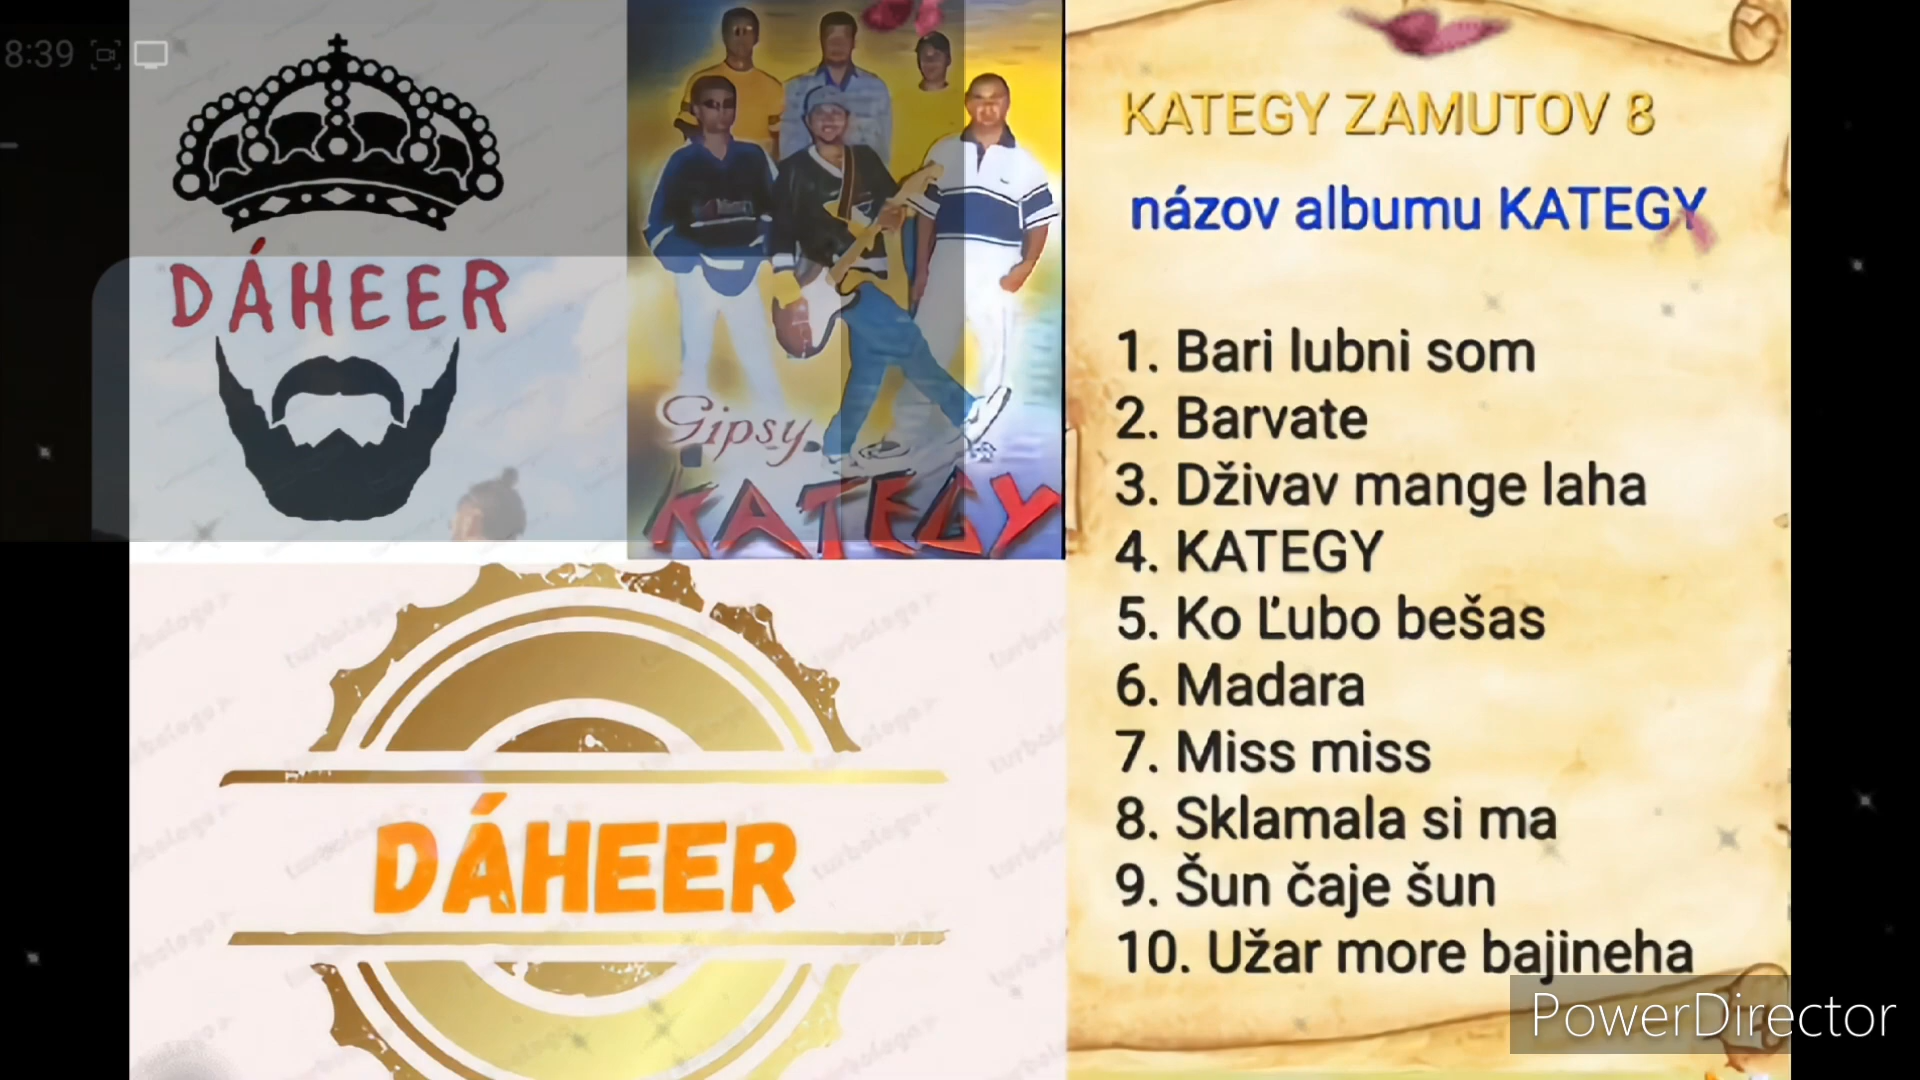 8:39
DÁHEER
Gipsy
KATEGY
DÁHEER
KATEGY ZAMUTOV 8
názov albumu KATEGY
1. Bari lubni som
2. Barvate
3. Dživav mange laha
4. KATEGY
5. Ko Ľubo bešas
6. Madara
7. Miss miss
8. Sklamala si ma
9. Šun čaje šun
10. Užar more bajineha
PowerDirector
turbologo